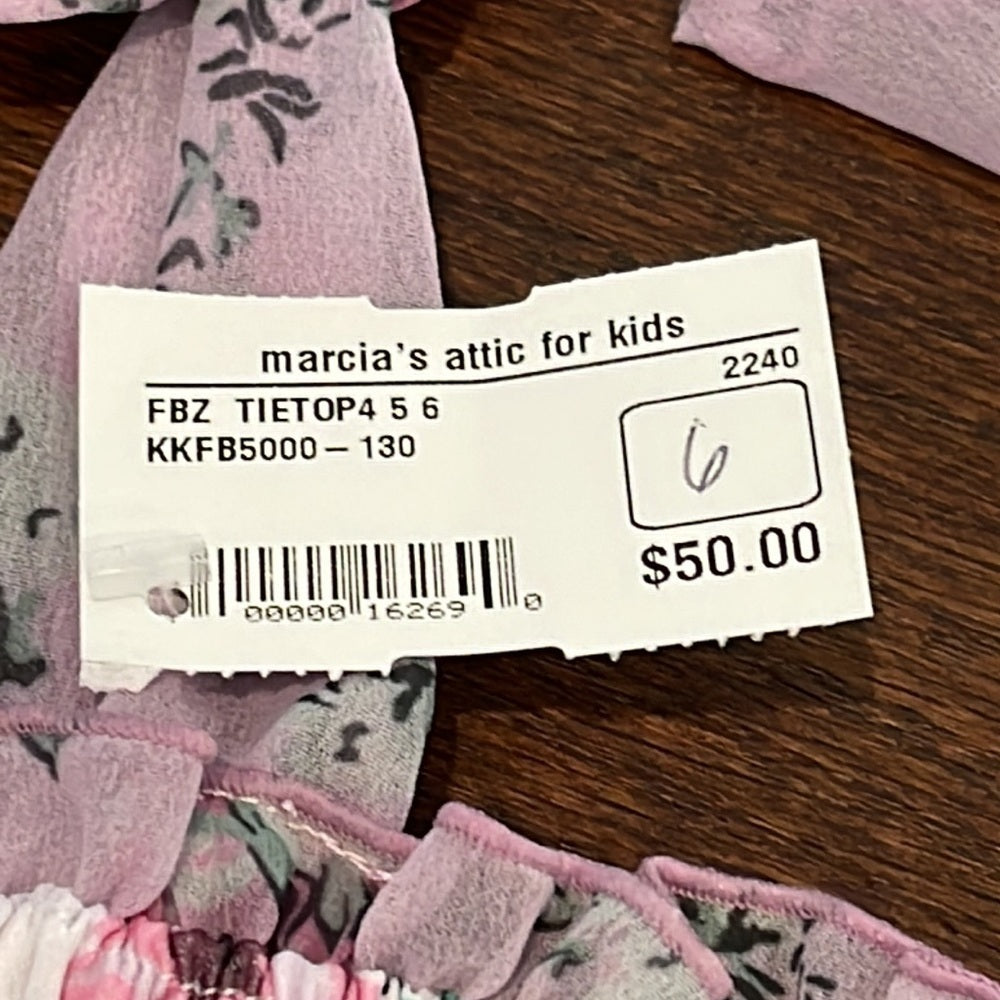 marcia's attic for kids
2240
FBZ TIETOP4 5 6
KKFB5000-130
6
$50.00
00000 16269 0